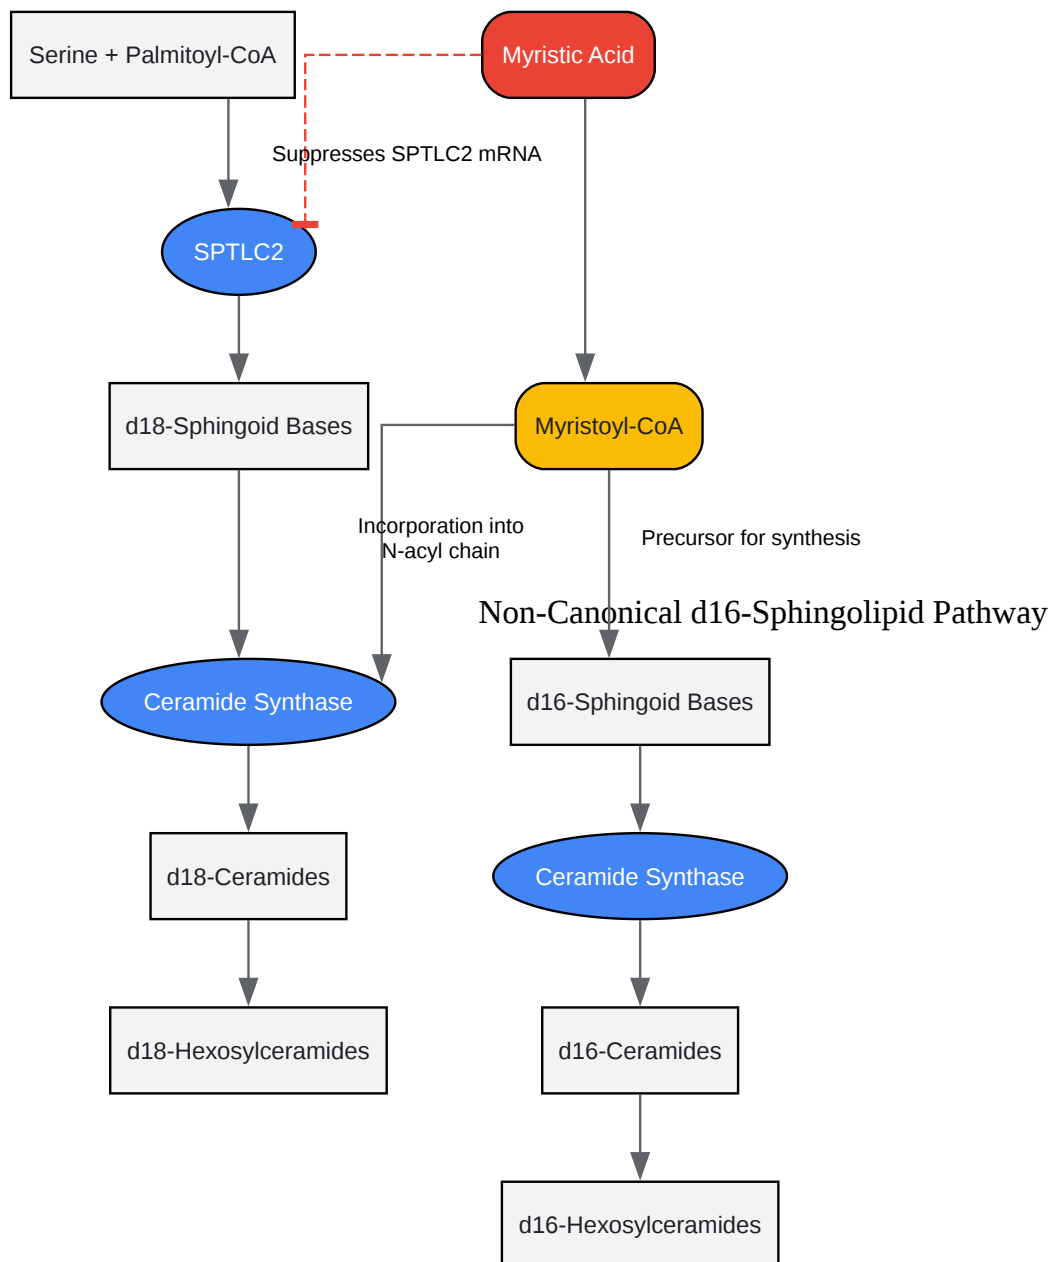 Serine + Palmitoyl-CoA
Myristic Acid
Suppresses SPTLC2 mRNA
SPTLC2
d18-Sphingoid Bases
Myristoyl-CoA
Incorporation into
N-acyl chain
Precursor for synthesis
Non-Canonical d16-Sphingolipid Pathway
Ceramide Synthase
d16-Sphingoid Bases
d18-Ceramides
Ceramide Synthase
d18-Hexosylceramides
d16-Ceramides
d16-Hexosylceramides